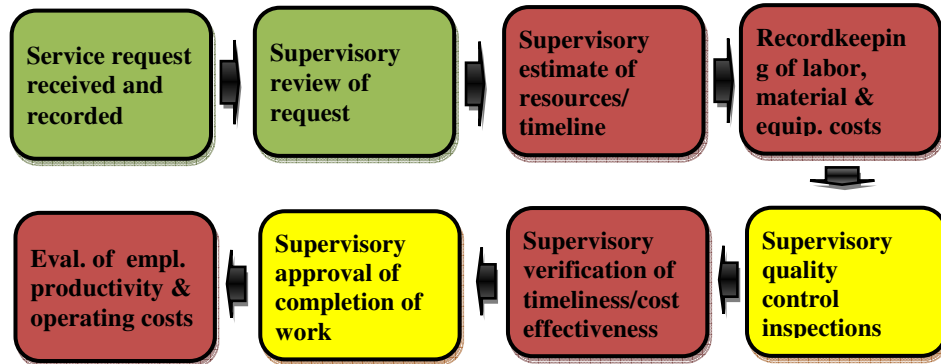 Service request
received and
recorded
Supervisory
review of
request
Supervisory
estimate of
resources/
timeline
Recordkeepin
g of labor,
material &
equip. costs
Supervisory
quality
control
inspections
Supervisory
verification of
timeliness/cost
effectiveness
Supervisory
approval of
completion of
work
Eval. of empl.
productivity &
operating costs